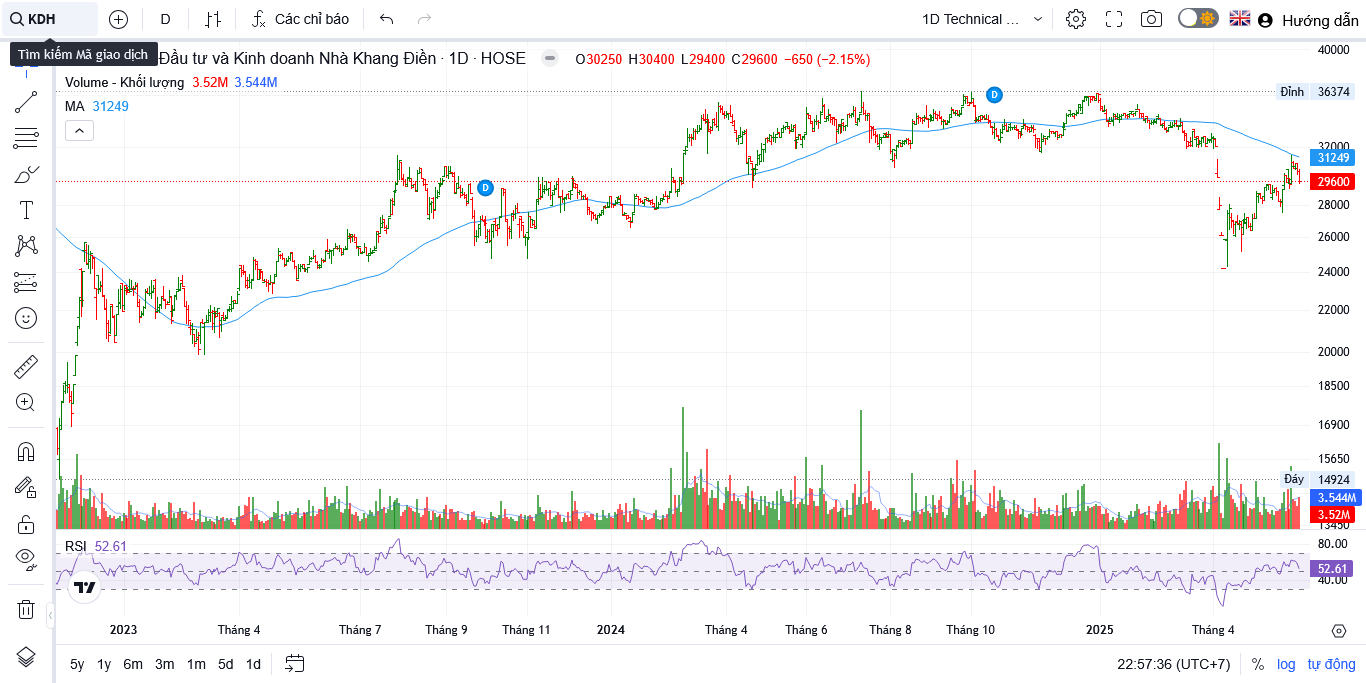 KDH D Các chỉ báo 1D Technical ... Hướng dẫn
Tìm kiếm Mã giao dịch Đầu tư và Kinh doanh Nhà Khang Điền · 1D · HOSE O30250 H30400 L29400 C29600 −650 (−2.15%)
Volume - Khối lượng 3.52M 3.544M
MA 31249
40000
Đỉnh 36374
32000
31249
29600
28000
26000
24000
22000
20000
18500
16900
15650
Đáy 14924
3.544M
3.52M
13450
D
D
RSI 52.61
80.00
52.61
40.00
2023 Tháng 4 Tháng 7 Tháng 9 Tháng 11 2024 Tháng 4 Tháng 6 Tháng 8 Tháng 10 2025 Tháng 4
5y 1y 6m 3m 1m 5d 1d 22:57:36 (UTC+7) % log tự động